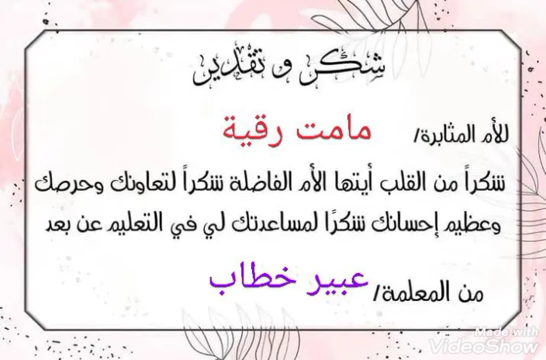 شكر و تقدير
للأم المثابرة/ مامت رقية
شكراً من القلب أيتها الأم الفاضلة شكراً لتعاونك وحرصك
وعظيم إحسانك شكرًا لمساعدتك لي في التعليم عن بعد
من المعلمة/ عبير خطاب
Made with
VideoShow